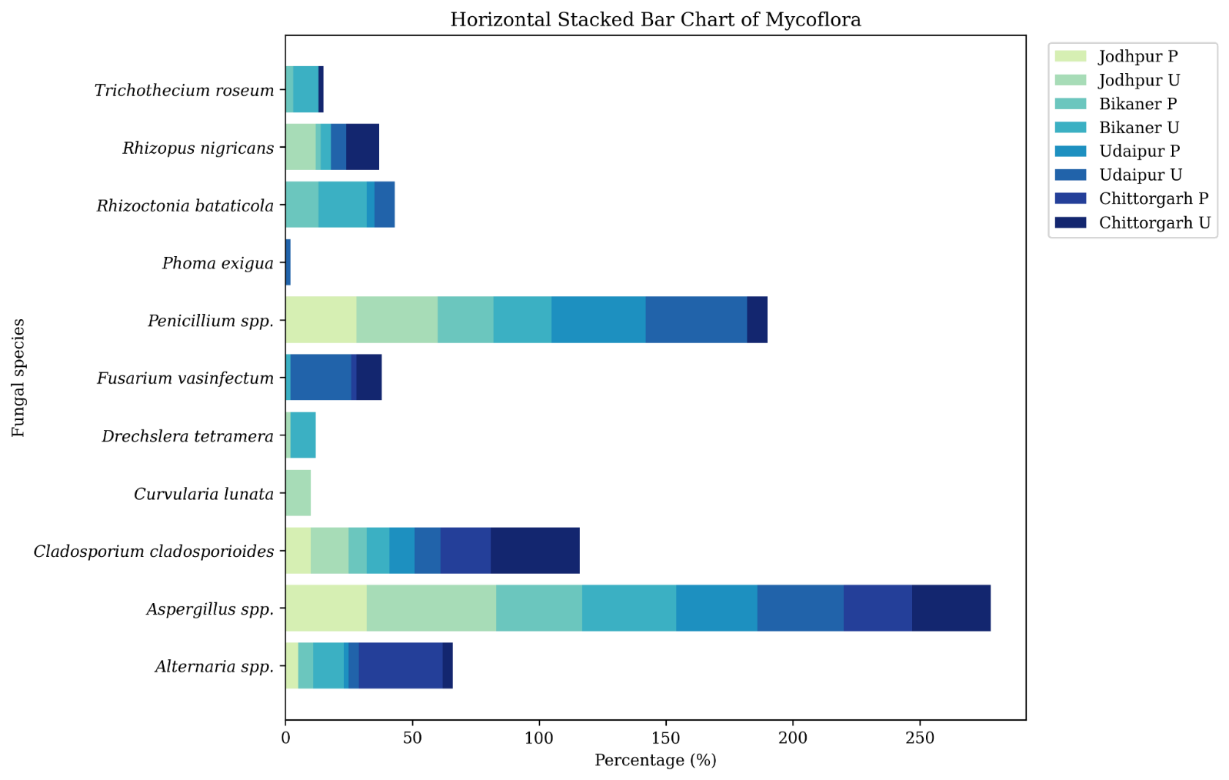 Horizontal Stacked Bar Chart of Mycoflora
Jodhpur P
Jodhpur U
Bikaner P
Bikaner U
Udaipur P
Udaipur U
Chittorgarh P
Chittorgarh U
Fungal species
Trichothecium roseum
Rhizopus nigricans
Rhizoctonia bataticola
Phoma exigua
Penicillium spp.
Fusarium vasinfectum
Drechslera tetramera
Curvularia lunata
Cladosporium cladosporioides
Aspergillus spp.
Alternaria spp.
0 50 100 150 200 250
Percentage (%)